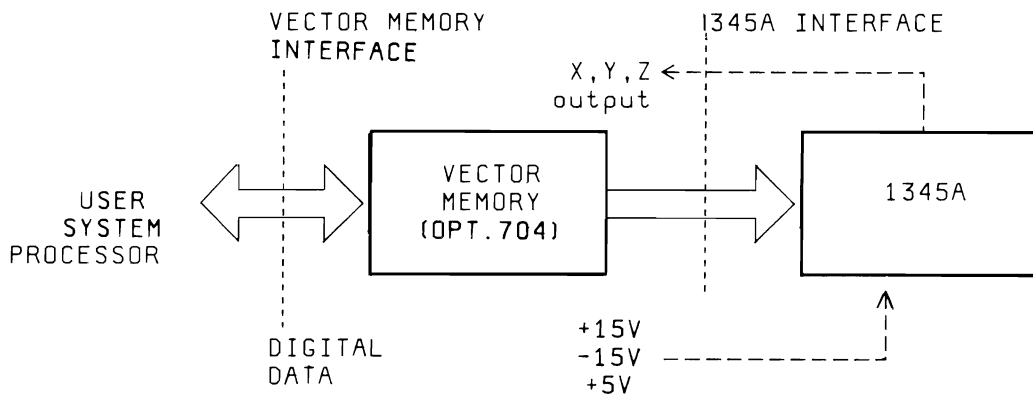 VECTOR MEMORY
INTERFACE
1345A INTERFACE
X,Y,Z
output
USER
SYSTEM
PROCESSOR
VECTOR
MEMORY
(OPT.704)
1345A
DIGITAL
DATA
+15V
-15V
+5V